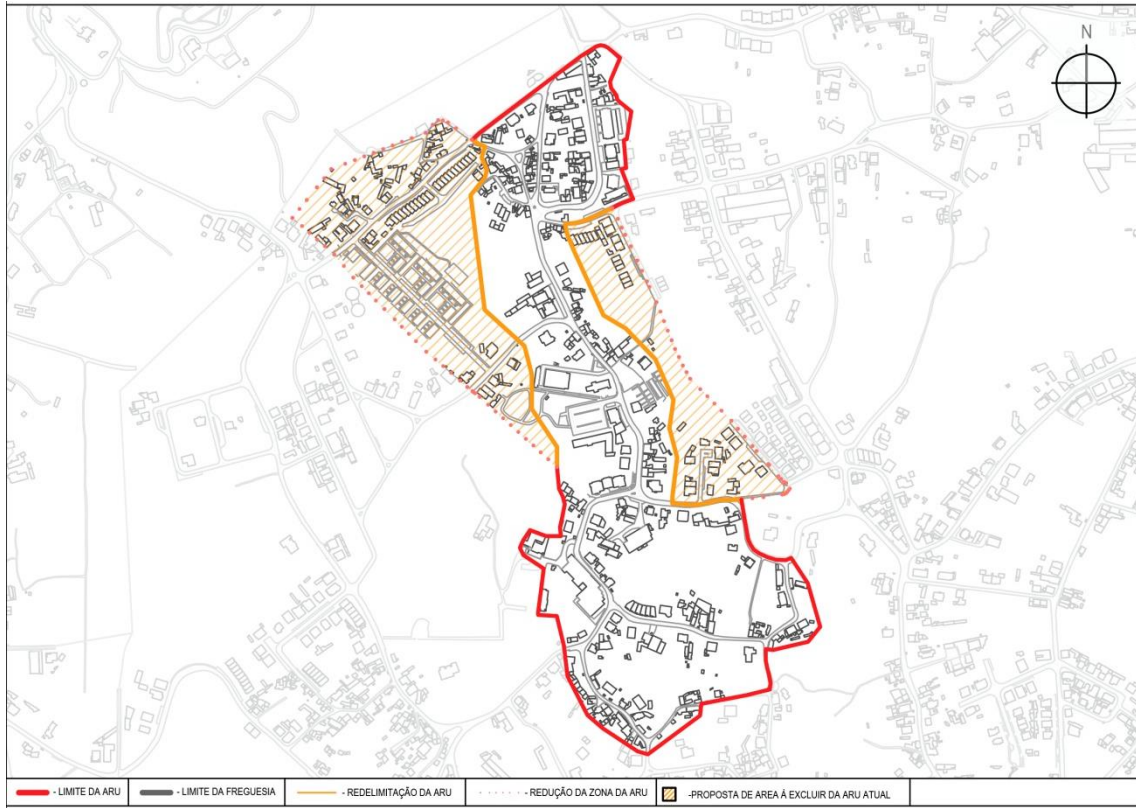 N
- LIMITE DA ARU
- LIMITE DA FREGUESIA
- REDELIMITAÇÃO DA ARU
- REDUÇÃO DA ZONA DA ARU
-PROPOSTA DE AREA À EXCLUIR DA ARU ATUAL